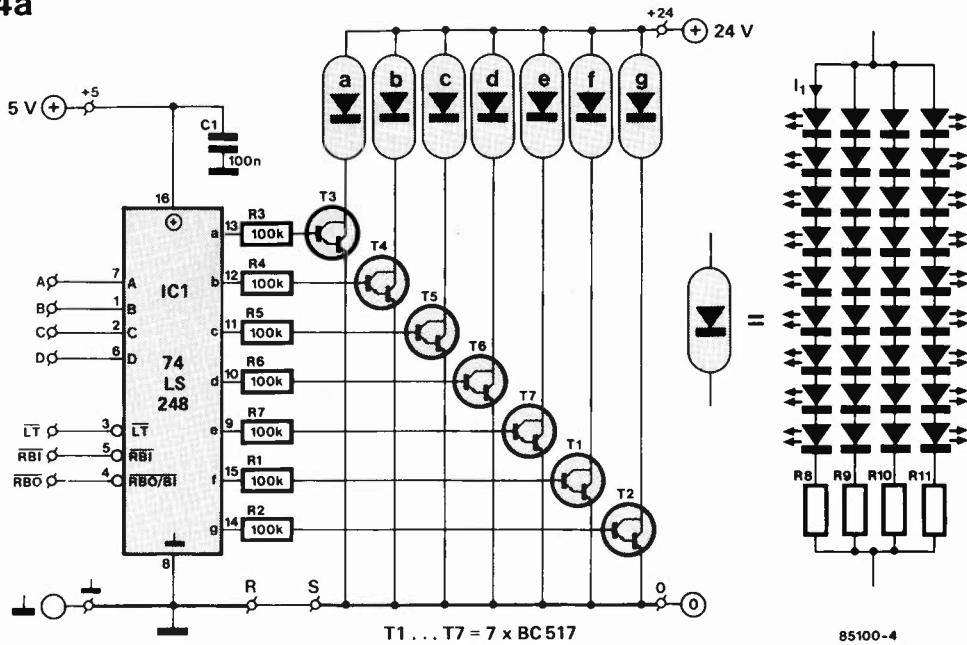 4a
+24
24 V
a b c d e f g
5 V
+5
C1
100n
I1
16
T3
R3
A 7 A
a 13 100k
T4
R4
B 1 B
IC1
b 12 100k
T5
C 2 C
R5
c 11 100k
D 6 D
74
LS
248
T6
R6
d 10 100k
=
T7
R7
LT 3 LT
e 9 100k
RBI 5 RBI
T1
R1
RBO 4 RBO/BI
f 15 100k
R8 R9 R10 R11
T2
R2
g 14 100k
8
R S 0 0
T1 . . . T7 = 7 x BC 517
85100-4